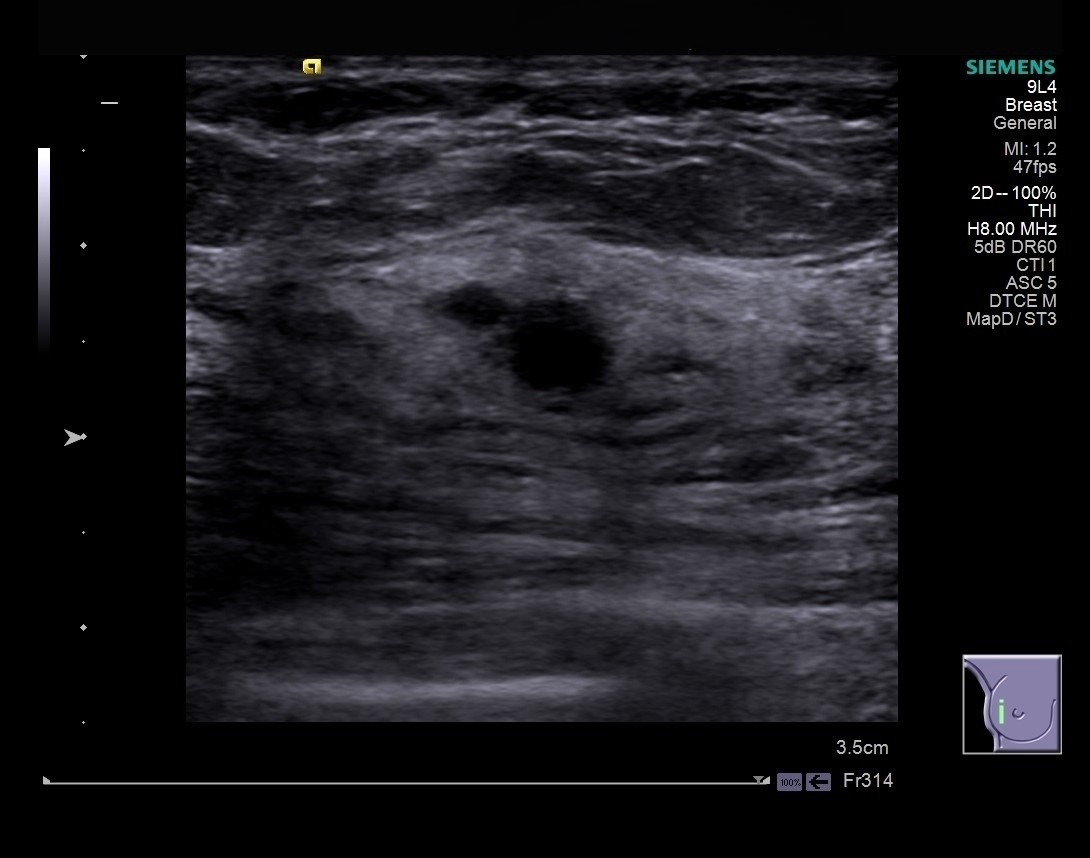 SIEMENS
9L4
Breast
General
MI: 1.2
47fps
2D--100%
THI
H8.00 MHz
5dB DR60
CTI 1
ASC 5
DTCE M
MapD / ST3
i
3.5cm
100%
Fr314